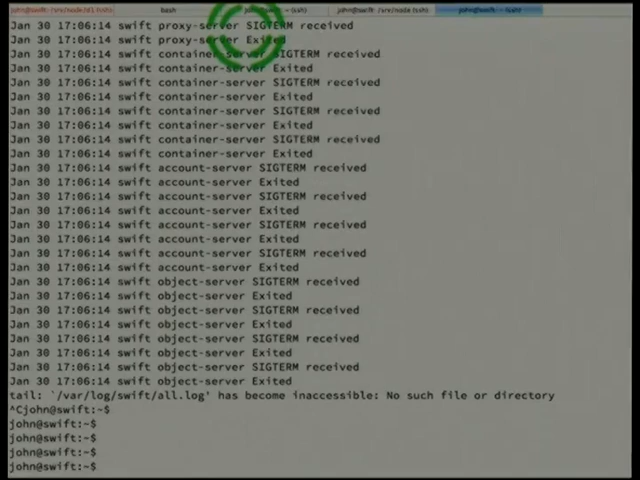 bash
Jan 30 17:06:14 swift proxy-server SIGTERM received
Jan 30 17:06:14 swift proxy-server Exited
Jan 30 17:06:14 swift container-server SIGTERM received
Jan 30 17:06:14 swift container-server Exited
Jan 30 17:06:14 swift container-server SIGTERM received
Jan 30 17:06:14 swift container-server Exited
Jan 30 17:06:14 swift container-server SIGTERM received
Jan 30 17:06:14 swift container-server Exited
Jan 30 17:06:14 swift container-server SIGTERM received
Jan 30 17:06:14 swift container-server Exited
Jan 30 17:06:14 swift account-server SIGTERM received
Jan 30 17:06:14 swift account-server Exited
Jan 30 17:06:14 swift account-server SIGTERM received
Jan 30 17:06:14 swift account-server Exited
Jan 30 17:06:14 swift account-server SIGTERM received
Jan 30 17:06:14 swift account-server Exited
Jan 30 17:06:14 swift account-server SIGTERM received
Jan 30 17:06:14 swift account-server Exited
Jan 30 17:06:14 swift object-server SIGTERM received
Jan 30 17:06:14 swift object-server Exited
Jan 30 17:06:14 swift object-server SIGTERM received
Jan 30 17:06:14 swift object-server Exited
Jan 30 17:06:14 swift object-server SIGTERM received
Jan 30 17:06:14 swift object-server Exited
Jan 30 17:06:14 swift object-server SIGTERM received
Jan 30 17:06:14 swift object-server Exited
tail: `/var/log/swift/all.log' has become inaccessible: No such file or directory
^Cjohn@swift:~$
john@swift:~$
john@swift:~$
john@swift:~$
john@swift:~$